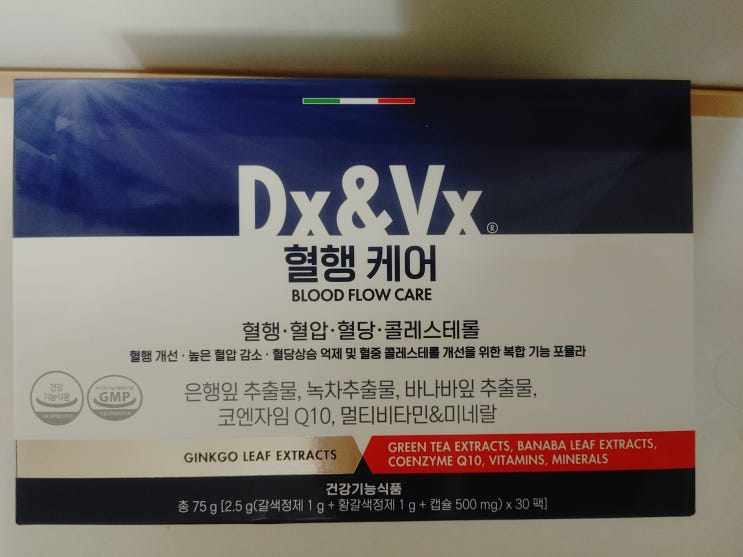 Dx&Vx®
혈행 케어
BLOOD FLOW CARE
혈행·혈압·혈당·콜레스테롤
혈행 개선 · 높은 혈압 감소 · 혈당상승 억제 및 혈중 콜레스테롤 개선을 위한 복합 기능 포뮬라
건강
기능식품
GMP
은행잎 추출물, 녹차추출물, 바나바잎 추출물,
코엔자임 Q10, 멀티비타민&미네랄
GINKGO LEAF EXTRACTS
GREEN TEA EXTRACTS, BANABA LEAF EXTRACTS,
COENZYME Q10, VITAMINS, MINERALS
건강기능식품
총 75 g [2.5 g(갈색정제 1 g + 황갈색정제 1 g + 캡슐 500 mg) x 30 팩]